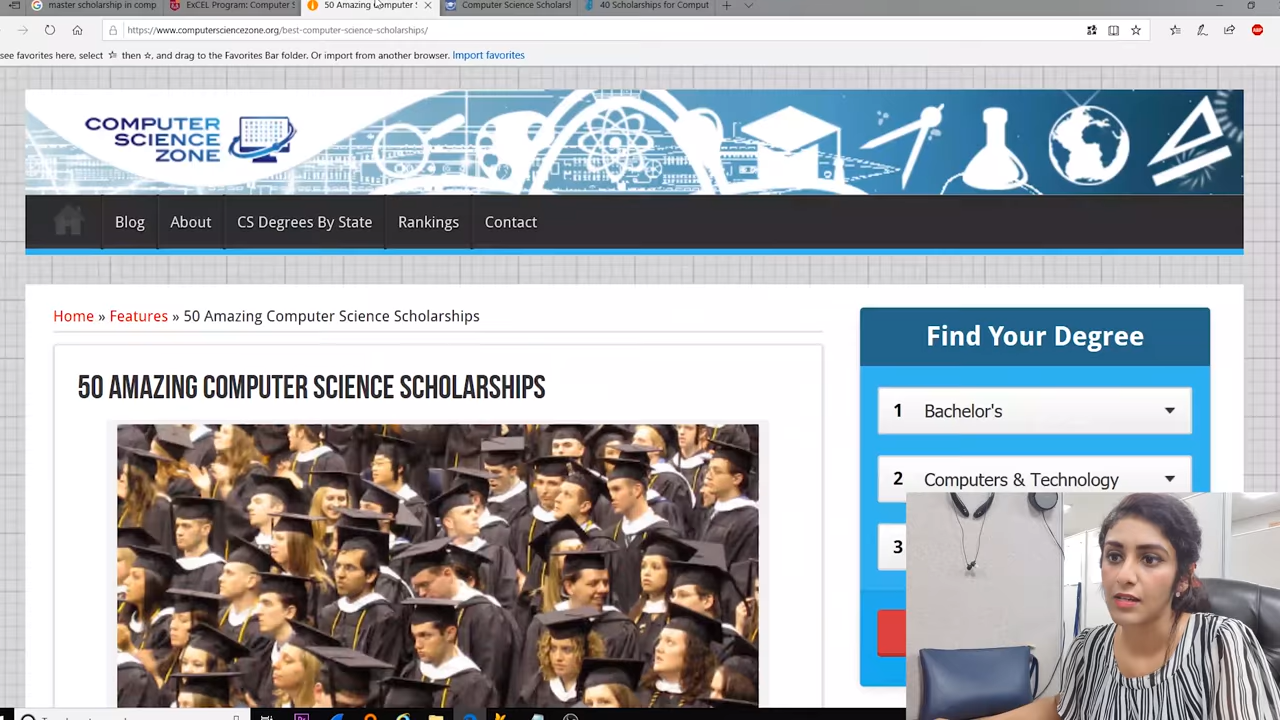 master scholarship in comp
ExCEL Program: Computer S
50 Amazing Computer S
Computer Science Scholarsh
40 Scholarships for Comput
https://www.computersciencezone.org/best-computer-science-scholarships/
see favorites here, select ☆ then ☆, and drag to the Favorites Bar folder. Or import from another browser. Import favorites
ABP
COMPUTER
SCIENCE
ZONE
Blog
About
CS Degrees By State
Rankings
Contact
Home » Features » 50 Amazing Computer Science Scholarships
50 AMAZING COMPUTER SCIENCE SCHOLARSHIPS
Find Your Degree
1 Bachelor's
2 Computers & Technology
3